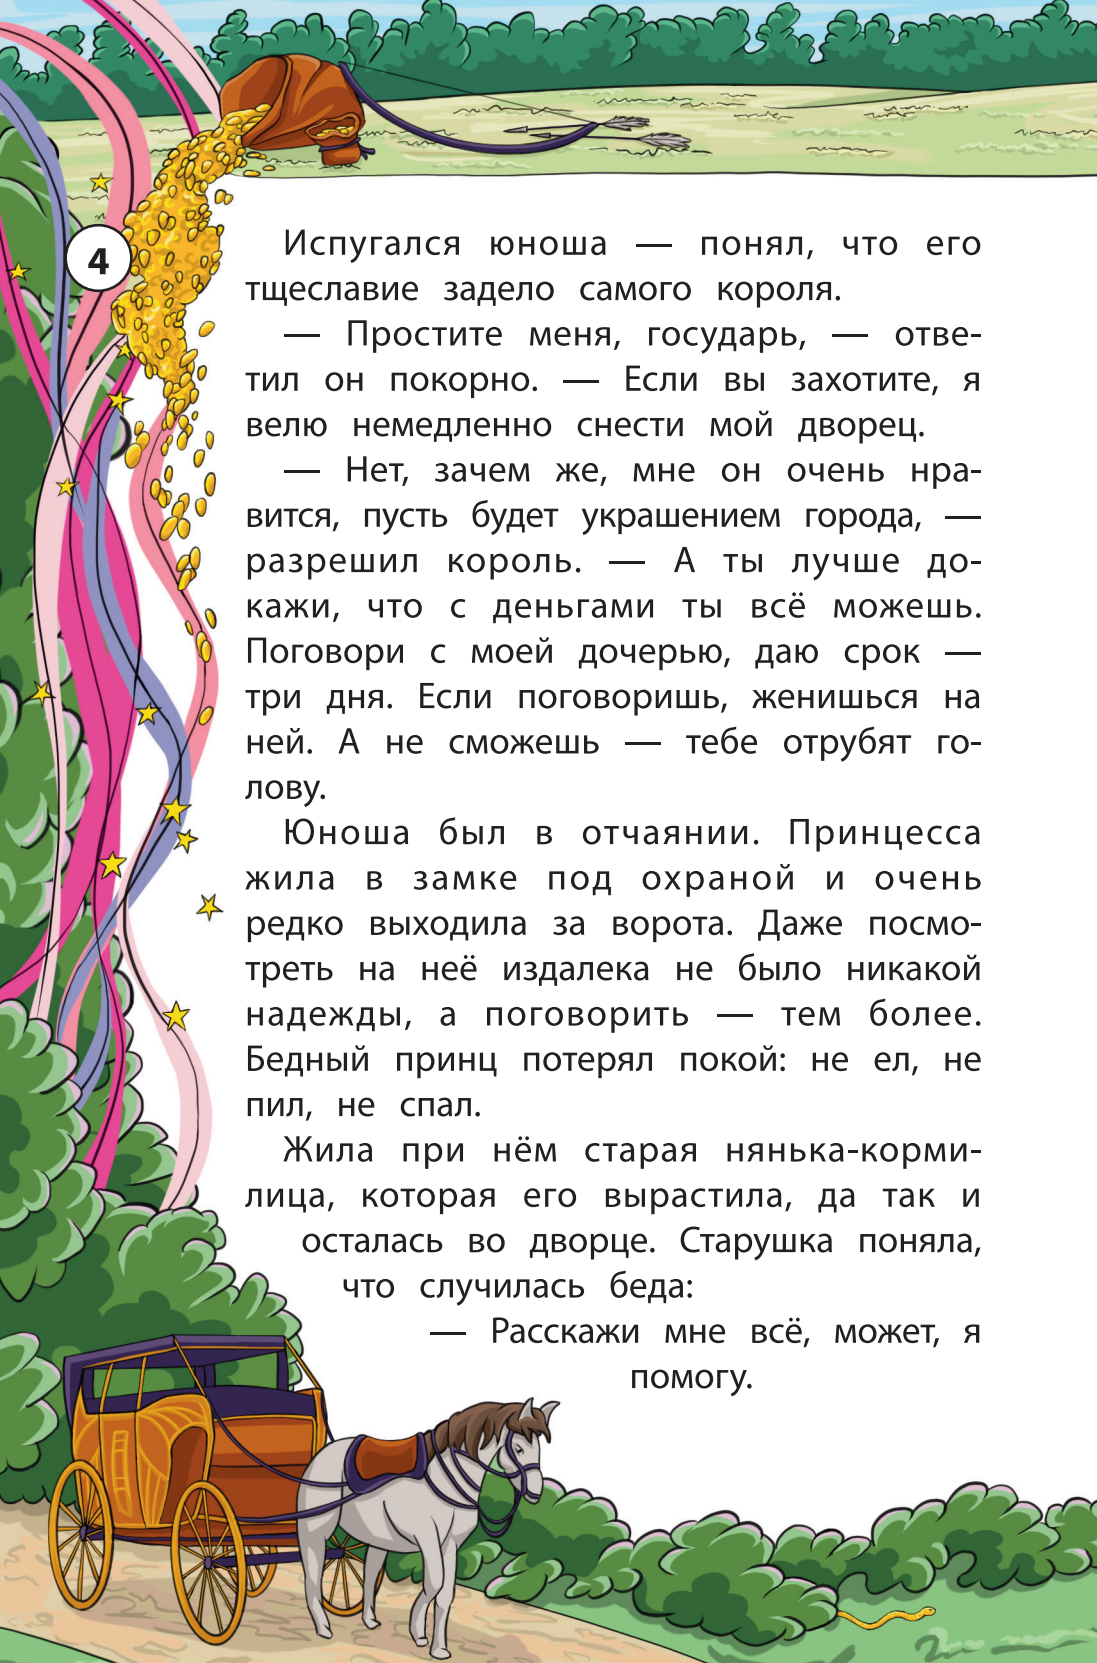 4
Испугался юноша — понял, что его
тщеславие задело самого короля.
— Простите меня, государь, — отве-
тил он покорно. — Если вы захотите, я
велю немедленно снести мой дворец.
— Нет, зачем же, мне он очень нра-
вится, пусть будет украшением города, —
разрешил король. — А ты лучше до-
кажи, что с деньгами ты всё можешь.
Поговори с моей дочерью, даю срок —
три дня. Если поговоришь, женишься на
ней. А не сможешь — тебе отрубят го-
лову.
Юноша был в отчаянии. Принцесса
жила в замке под охраной и очень
редко выходила за ворота. Даже посмо-
треть на неё издалека не было никакой
надежды, а поговорить — тем более.
Бедный принц потерял покой: не ел, не
пил, не спал.
Жила при нём старая нянька-корми-
лица, которая его вырастила, да так и
осталась во дворце. Старушка поняла,
что случилась беда:
— Расскажи мне всё, может, я
помогу.